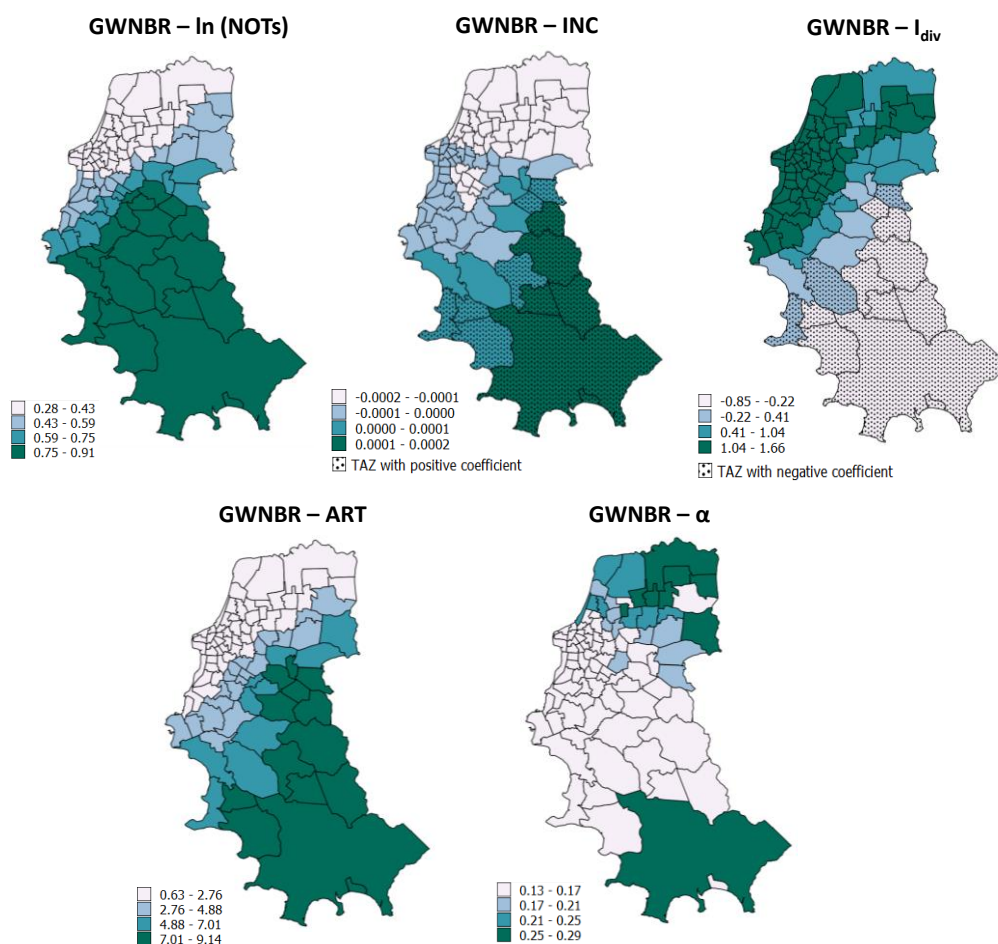 GWNBR – ln (NOTs)
GWNBR – INC
GWNBR – I_div
0.28 - 0.43
0.43 - 0.59
0.59 - 0.75
0.75 - 0.91
-0.0002 - -0.0001
-0.0001 - 0.0000
0.0000 - 0.0001
0.0001 - 0.0002
TAZ with positive coefficient
-0.85 - -0.22
-0.22 - 0.41
0.41 - 1.04
1.04 - 1.66
TAZ with negative coefficient
GWNBR – ART
GWNBR – α
0.63 - 2.76
2.76 - 4.88
4.88 - 7.01
7.01 - 9.14
0.13 - 0.17
0.17 - 0.21
0.21 - 0.25
0.25 - 0.29